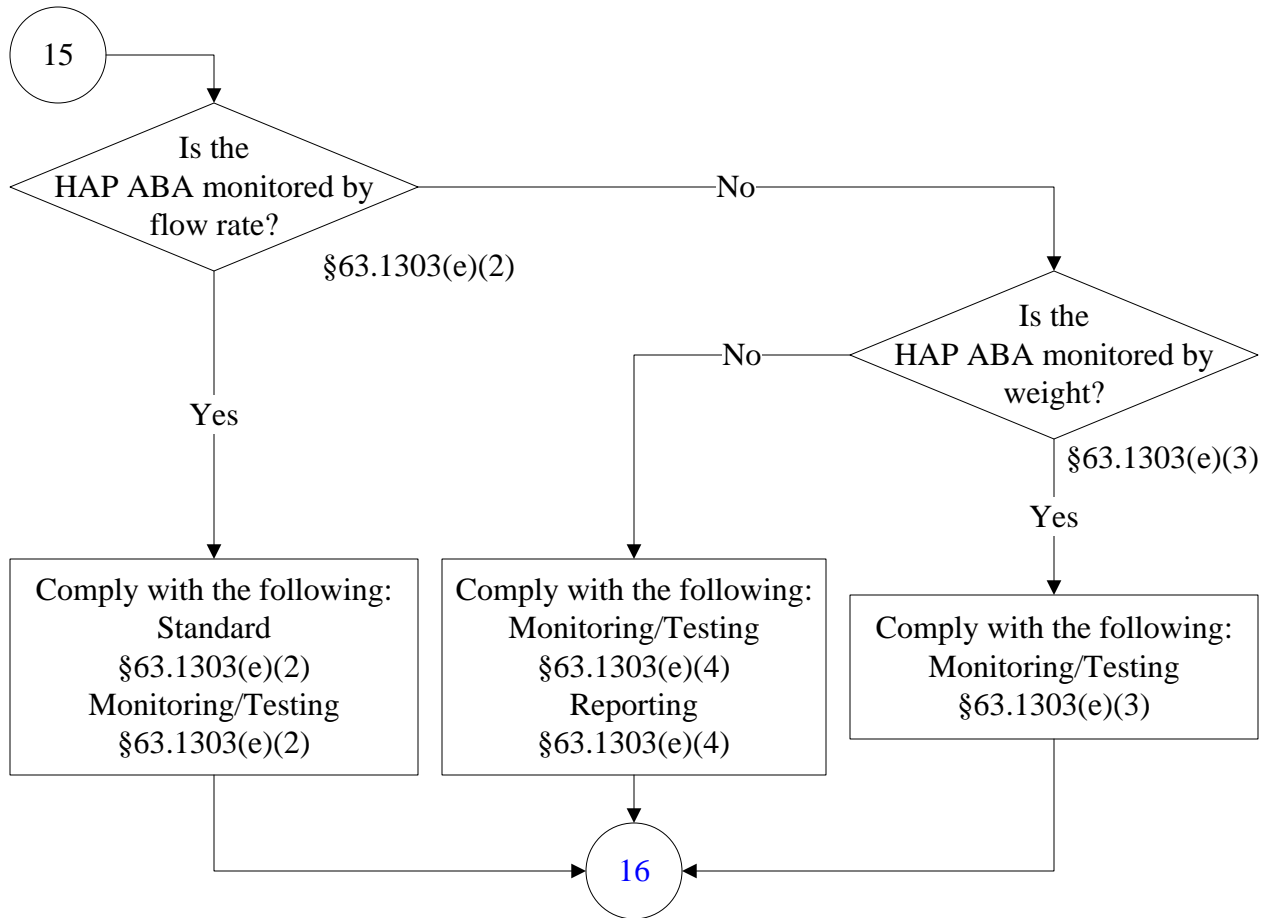 15
Is the
HAP ABA monitored by
flow rate?
§63.1303(e)(2)
No
Is the
HAP ABA monitored by
weight?
§63.1303(e)(3)
No
Yes
Yes
Comply with the following:
Standard
§63.1303(e)(2)
Monitoring/Testing
§63.1303(e)(2)
Comply with the following:
Monitoring/Testing
§63.1303(e)(4)
Reporting
§63.1303(e)(4)
Comply with the following:
Monitoring/Testing
§63.1303(e)(3)
16